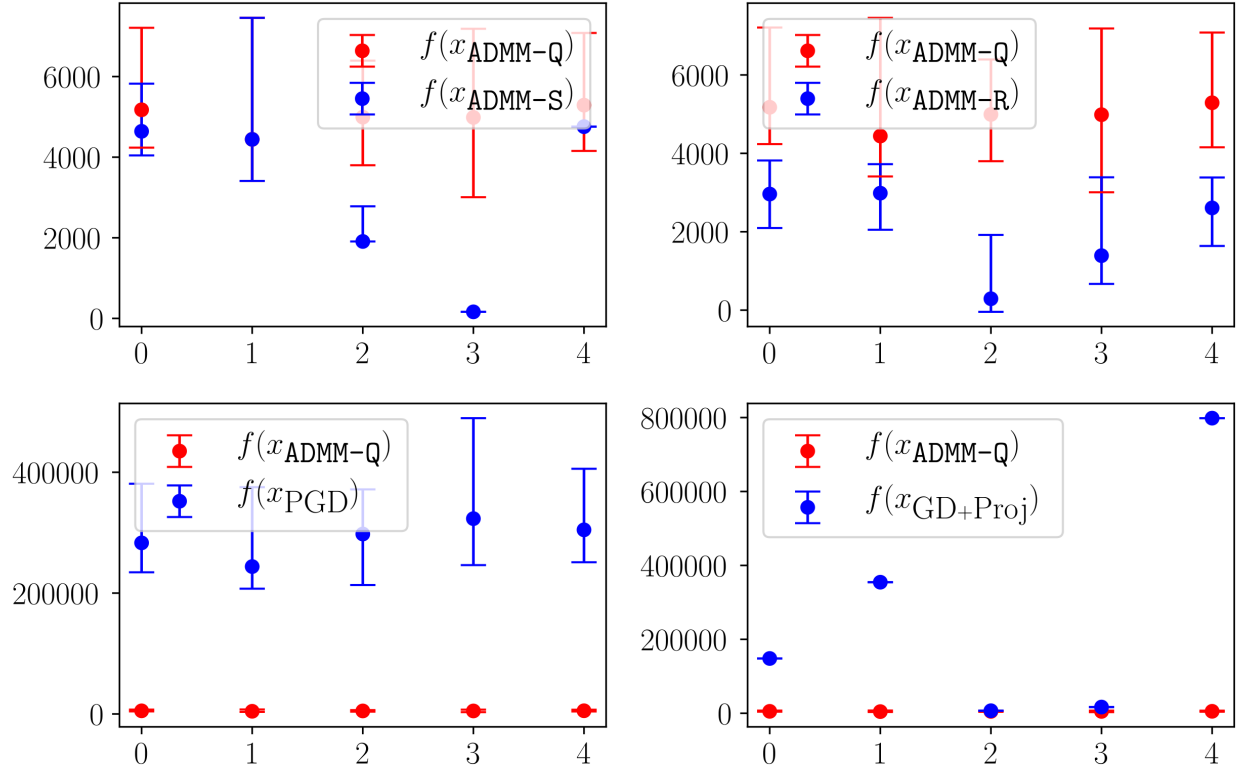 f(x_ADMM-Q)
f(x_ADMM-S)
6000
4000
2000
0
0 1 2 3 4
f(x_ADMM-Q)
f(x_ADMM-R)
6000
4000
2000
0
0 1 2 3 4
f(x_ADMM-Q)
f(x_PGD)
400000
200000
0
0 1 2 3 4
f(x_ADMM-Q)
f(x_GD+Proj)
800000
600000
400000
200000
0
0 1 2 3 4